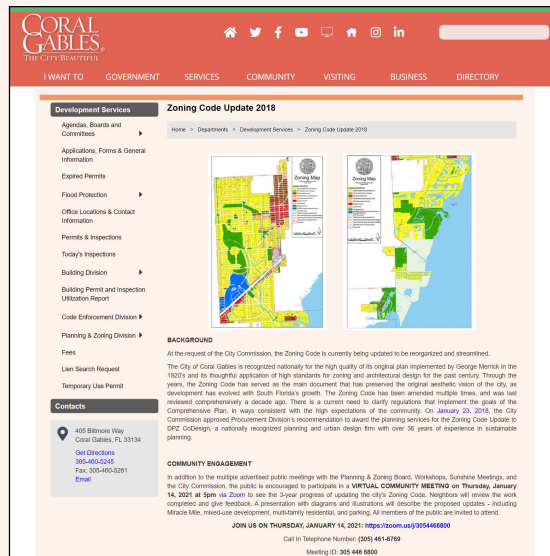 CORAL
GABLES®
THE CITY BEAUTIFUL
I WANT TO GOVERNMENT SERVICES COMMUNITY VISITING BUSINESS DIRECTORY
Development Services
Agendas, Boards and
Committees
Applications, Forms & General
Information
Expired Permits
Flood Protection
Office Locations & Contact
Information
Permits & Inspections
Today's Inspections
Building Division
Building Permit and Inspection
Utilization Report
Code Enforcement Division
Planning & Zoning Division
Fees
Lien Search Request
Temporary Use Permit
Contacts
405 Biltmore Way
Coral Gables, FL 33134
Get Directions
305-460-5245
Fax: 305-460-5261
Email
Zoning Code Update 2018
Home > Departments > Development Services > Zoning Code Update 2018
Zoning Map
Zoning Map
BACKGROUND
At the request of the City Commission, the Zoning Code is currently being updated to be reorganized and streamlined.
The City of Coral Gables is recognized nationally for the high quality of its original plan implemented by George Merrick in the
1920's and its thoughtful application of high standards for zoning and architectural design for the past century. Through the
years, the Zoning Code has served as the main document that has preserved the original aesthetic vision of the city, as
development has evolved with South Florida's growth. The Zoning Code has been amended multiple times, and was last
reviewed comprehensively a decade ago. There is a current need to clarify regulations that implement the goals of the
Comprehensive Plan, in ways consistent with the high expectations of the community. On January 23, 2018, the City
Commission approved Procurement Division's recommendation to award the planning services for the Zoning Code Update to
DPZ CoDesign, a nationally recognized planning and urban design firm with over 36 years of experience in sustainable
planning.
COMMUNITY ENGAGEMENT
In addition to the multiple advertised public meetings with the Planning & Zoning Board, Workshops, Sunshine Meetings, and
the City Commission, the public is encouraged to participate in a VIRTUAL COMMUNITY MEETING on Thursday, January
14, 2021 at 5pm via Zoom to see the 3-year progress of updating the city's Zoning Code. Neighbors will review the work
completed and give feedback. A presentation with diagrams and illustrations will describe the proposed updates - including
Miracle Mile, mixed-use development, multi-family residential, and parking. All members of the public are invited to attend.
JOIN US ON THURSDAY, JANUARY 14, 2021: https://zoom.us/j/3054466800
Call In Telephone Number: (305) 461-6769
Meeting ID: 305 446 6800